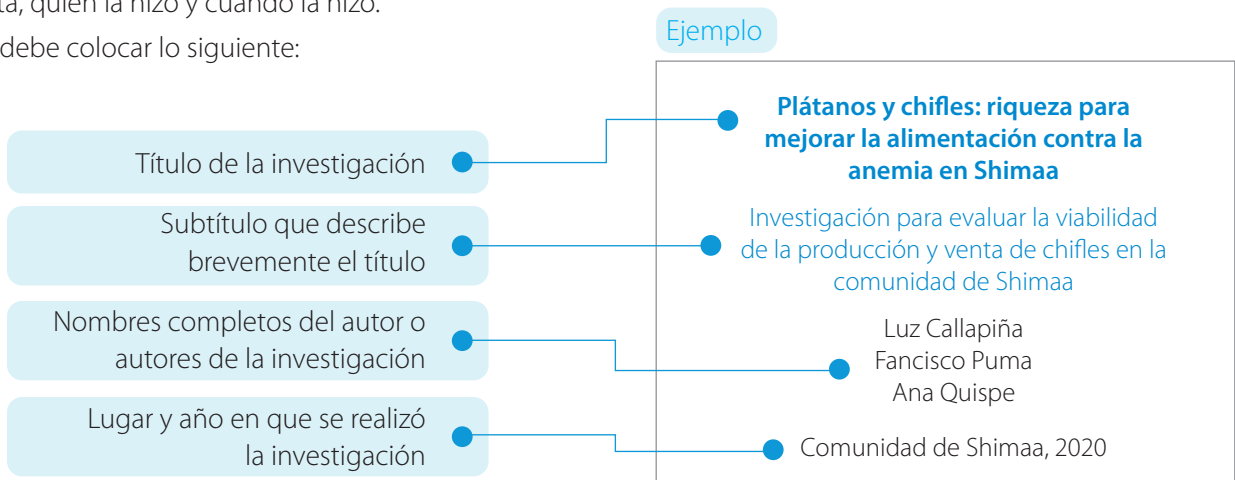 quién la hizo y cuándo la hizo.
debe colocar lo siguiente:
Ejemplo
Título de la investigación
Subtítulo que describe
brevemente el título
Nombres completos del autor o
autores de la investigación
Lugar y año en que se realizó
la investigación
Plátanos y chifles: riqueza para
mejorar la alimentación contra la
anemia en Shimaa
Investigación para evaluar la viabilidad
de la producción y venta de chifles en la
comunidad de Shimaa
Luz Callapiña
Fancisco Puma
Ana Quispe
Comunidad de Shimaa, 2020